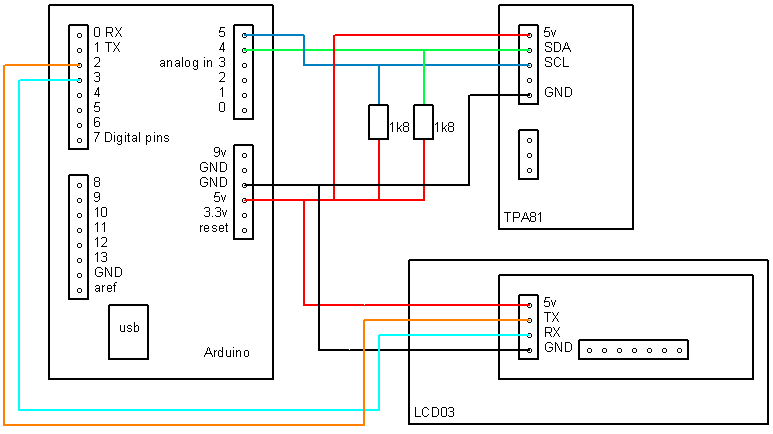 0 RX
1 TX
2
3
4
5
6
7 Digital pins
8
9
10
11
12
13
GND
aref
usb
5
4
analog in 3
2
1
0
9v
GND
GND
5v
3.3v
reset
Arduino
1k8
1k8
5v
SDA
SCL
GND
TPA81
5v
TX
RX
GND
LCD03